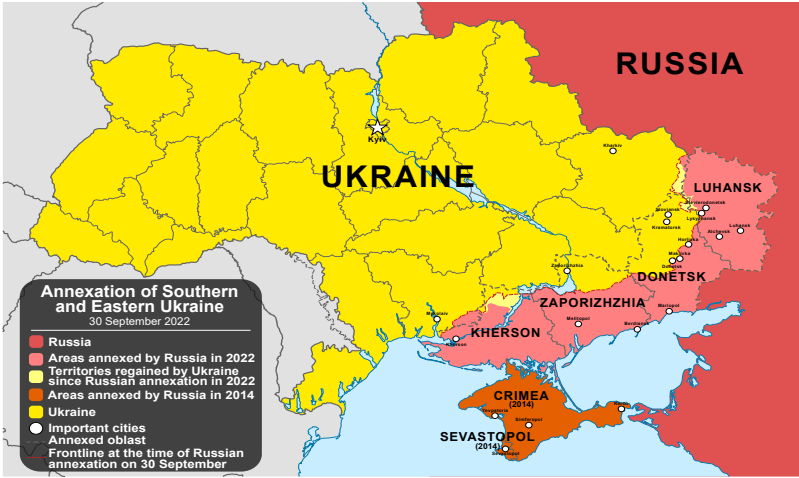 RUSSIA
Kyiv
Kharkiv
UKRAINE
LUHANSK
Sievierodonetsk
Sloviansk
Lysychansk
Kramatorsk
Luhansk
Alchevsk
Horlivka
Makiivka
Donetsk
Zaporizhzhia
DONETSK
ZAPORIZHZHIA
Mariupol
Mykolaiv
Melitopol
Berdiansk
KHERSON
Kherson
CRIMEA
(2014)
Kerch
Yevpatoria
Simferopol
SEVASTOPOL
(2014)
Sevastopol
Annexation of Southern
and Eastern Ukraine
30 September 2022
Russia
Areas annexed by Russia in 2022
Territories regained by Ukraine
since Russian annexation in 2022
Areas annexed by Russia in 2014
Ukraine
Important cities
Annexed oblast
Frontline at the time of Russian
annexation on 30 September